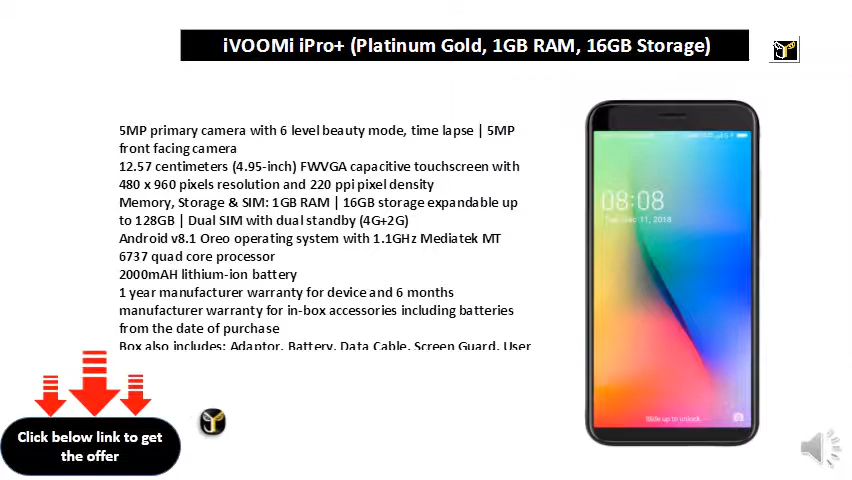 iVOOMi iPro+ (Platinum Gold, 1GB RAM, 16GB Storage)
5MP primary camera with 6 level beauty mode, time lapse | 5MP
front facing camera
12.57 centimeters (4.95-inch) FWVGA capacitive touchscreen with
480 x 960 pixels resolution and 220 ppi pixel density
Memory, Storage & SIM: 1GB RAM | 16GB storage expandable up
to 128GB | Dual SIM with dual standby (4G+2G)
Android v8.1 Oreo operating system with 1.1GHz Mediatek MT
6737 quad core processor
2000mAH lithium-ion battery
1 year manufacturer warranty for device and 6 months
manufacturer warranty for in-box accessories including batteries
from the date of purchase
Box also includes: Adaptor, Battery, Data Cable, Screen Guard, User
08:08
Tue, Dec 11, 2018
Slide up to unlock
Click below link to get
the offer